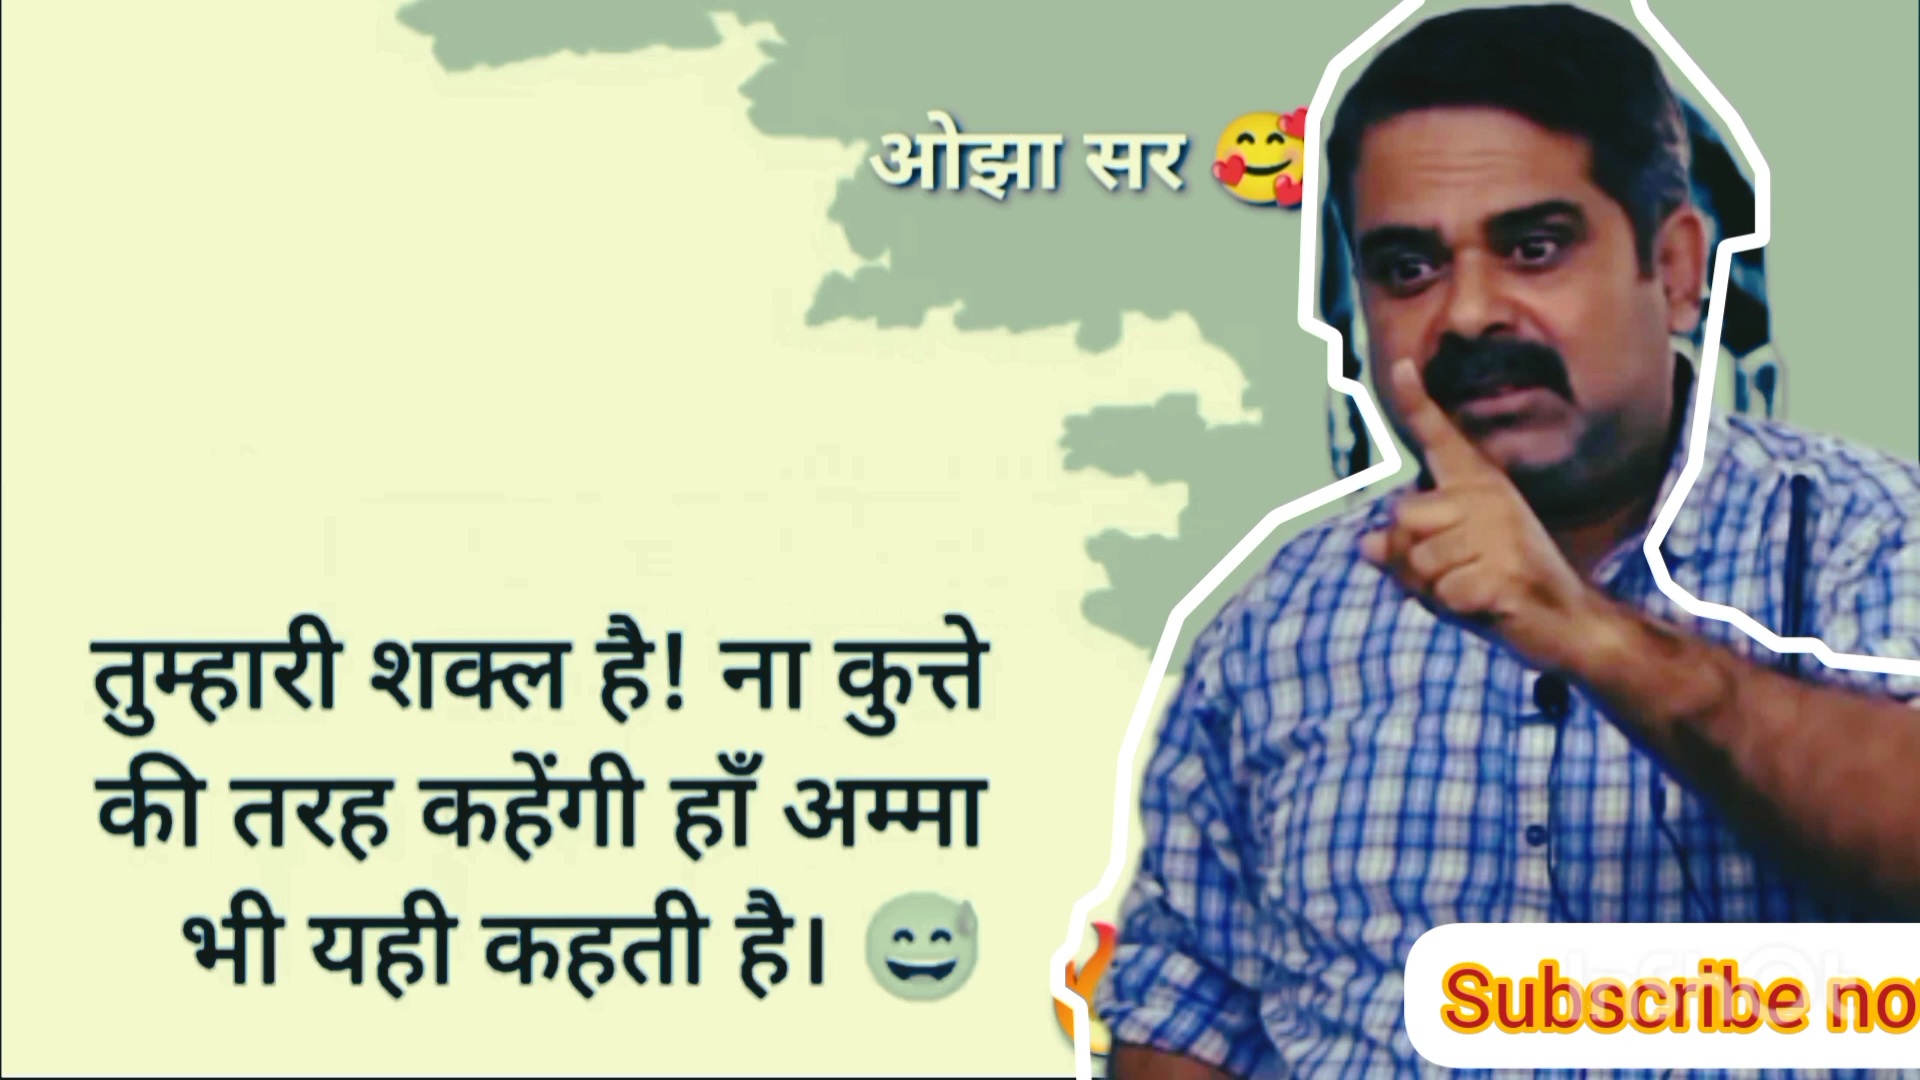 ओझा सर 🥰
तुम्हारी शक्ल है! ना कुत्ते
की तरह कहेंगी हाँ अम्मा
भी यही कहती है। 😅
Subscribe no